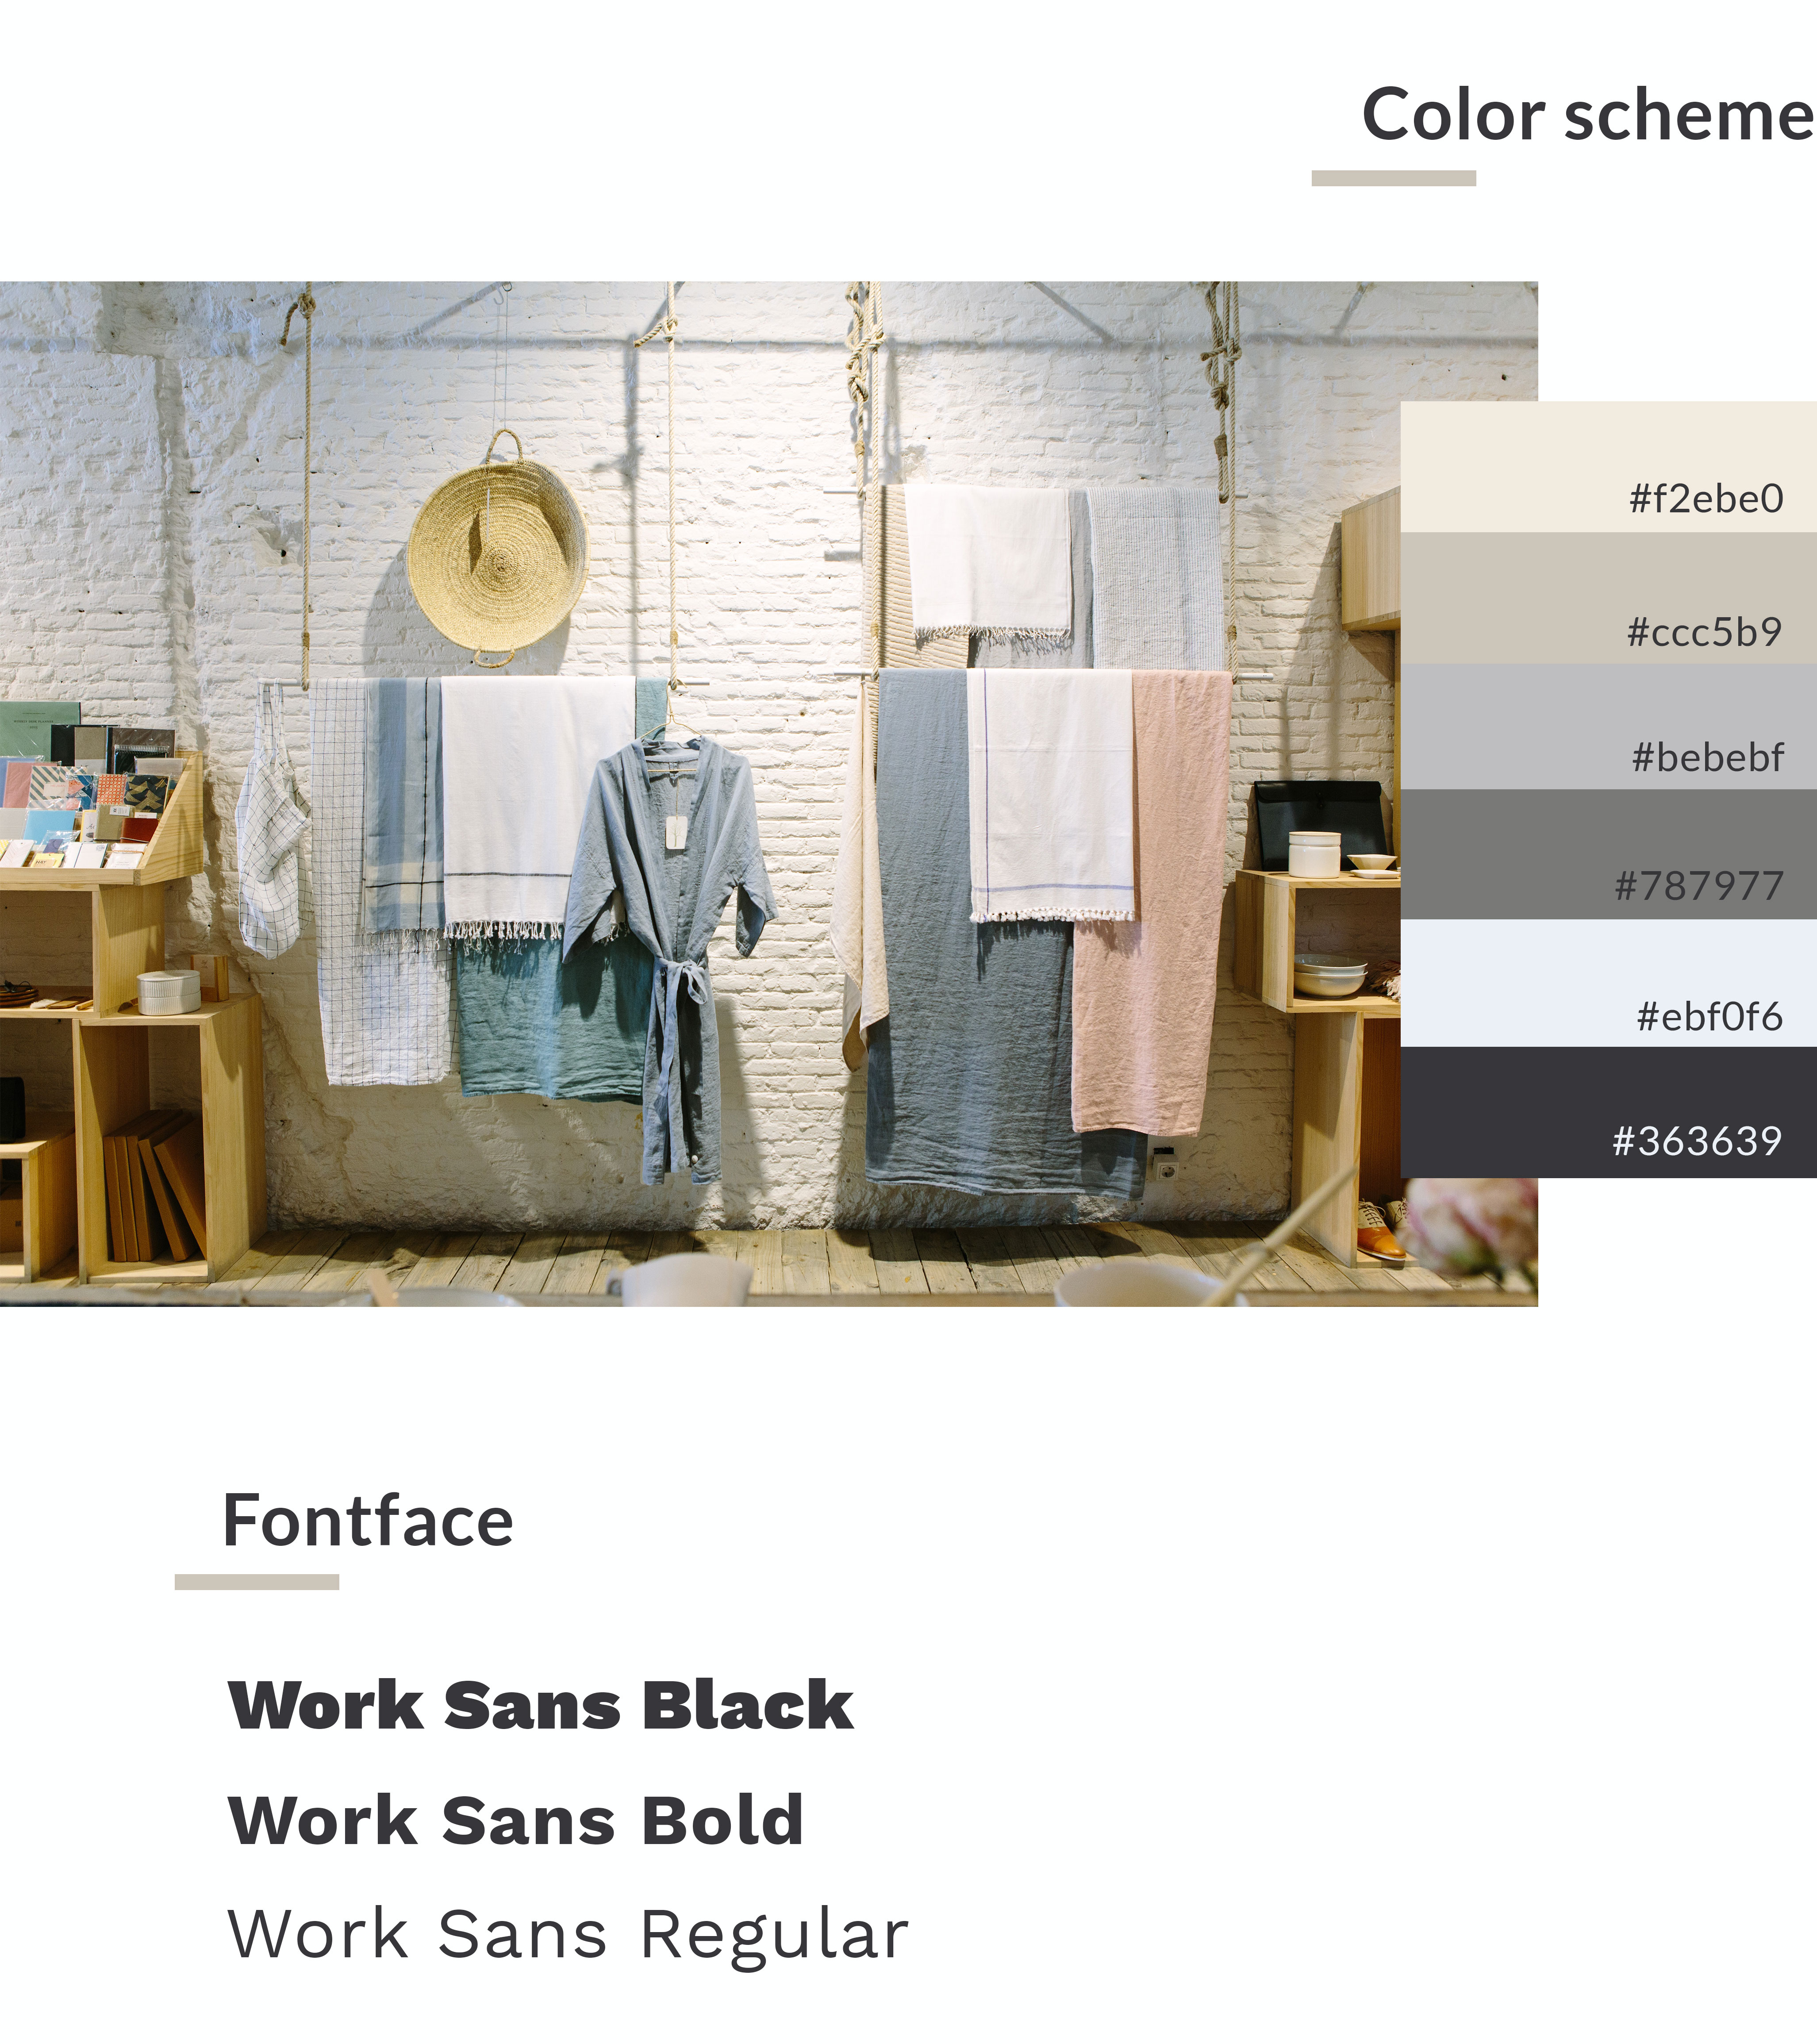 Color scheme
#f2ebe0
#ccc5b9
#bebebf
#787977
#ebf0f6
#363639
Fontface
Work Sans Black
Work Sans Bold
Work Sans Regular